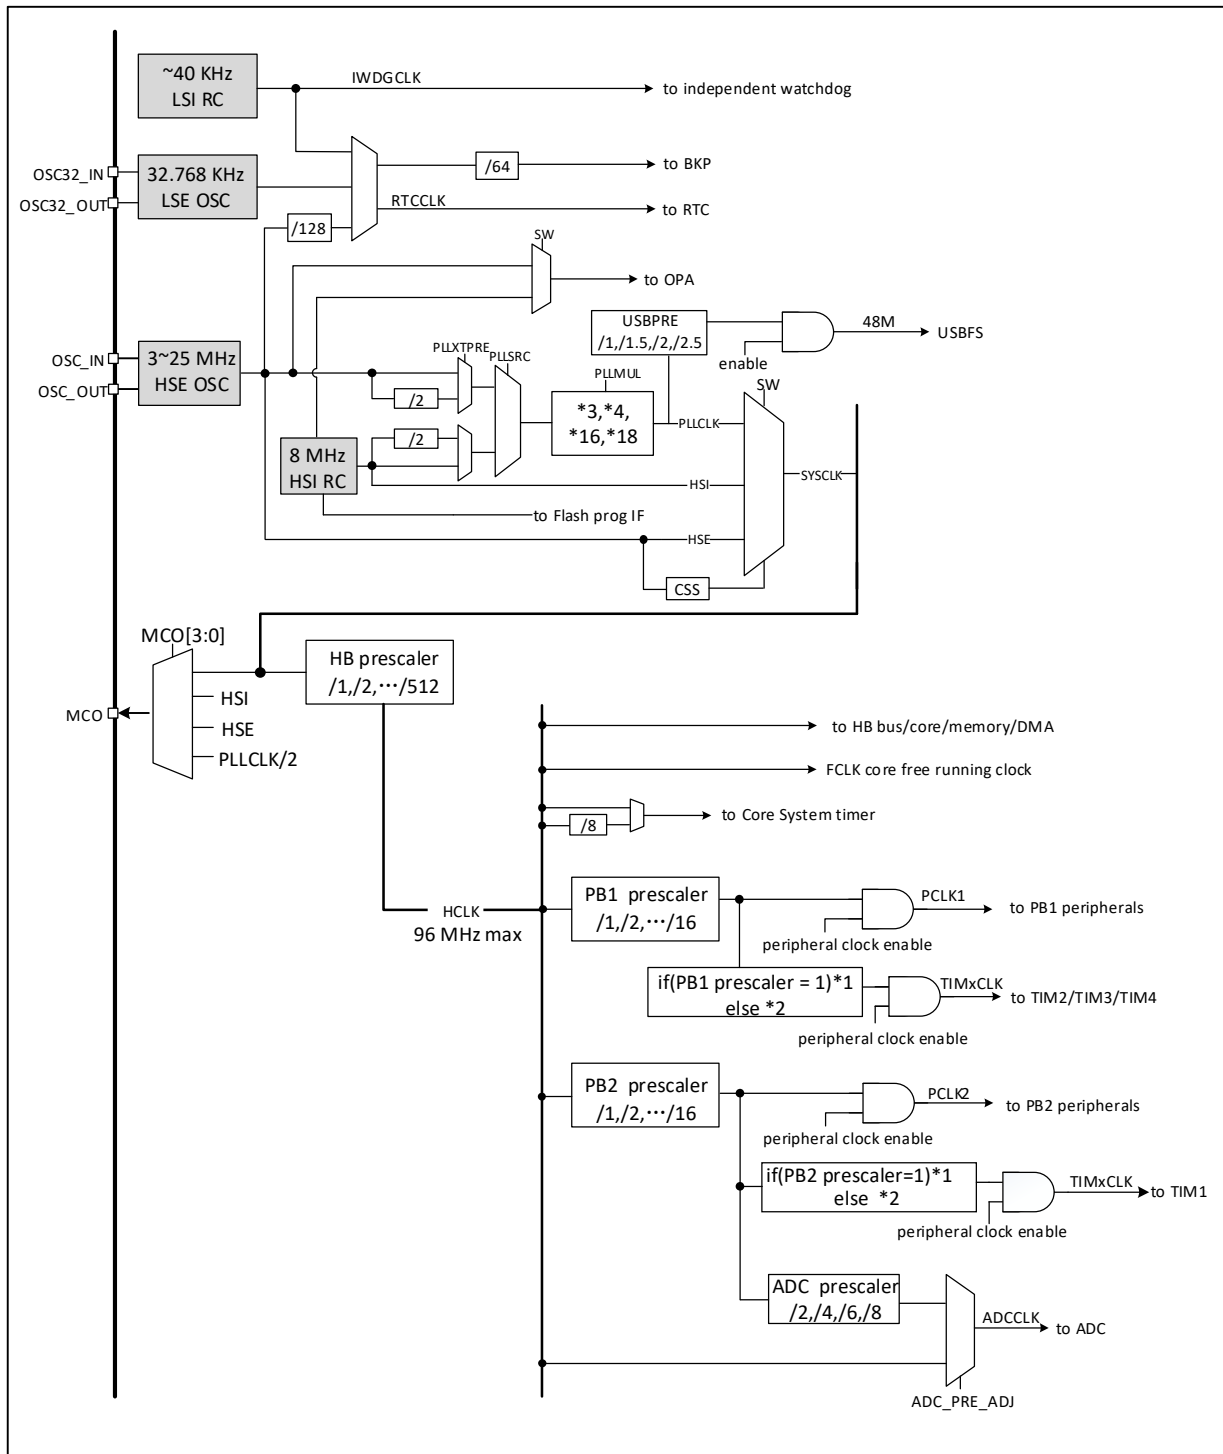 ~40 KHz
LSI RC
IWDGCLK
to independent watchdog
OSC32_IN
OSC32_OUT
32.768 KHz
LSE OSC
/64
to BKP
RTCCLK
to RTC
/128
SW
to OPA
USBPRE
/1,/1.5,/2,/2.5
48M
USBFS
enable
OSC_IN
OSC_OUT
3~25 MHz
HSE OSC
PLLXTPRE
PLLSRC
/2
/2
PLLMUL
*3,*4,
*16,*18
PLLCLK
SW
8 MHz
HSI RC
HSI
SYSCLK
to Flash prog IF
HSE
CSS
MCO[3:0]
HB prescaler
/1,/2,···/512
HSI
MCO
HSE
PLLCLK/2
to HB bus/core/memory/DMA
FCLK core free running clock
/8
to Core System timer
HCLK
96 MHz max
PB1 prescaler
/1,/2,···/16
PCLK1
to PB1 peripherals
peripheral clock enable
if(PB1 prescaler = 1)*1
else *2
TIMxCLK
to TIM2/TIM3/TIM4
peripheral clock enable
PB2 prescaler
/1,/2,···/16
PCLK2
to PB2 peripherals
peripheral clock enable
if(PB2 prescaler=1)*1
else *2
TIMxCLK
to TIM1
peripheral clock enable
ADC prescaler
/2,/4,/6,/8
ADCCLK
to ADC
ADC_PRE_ADJ